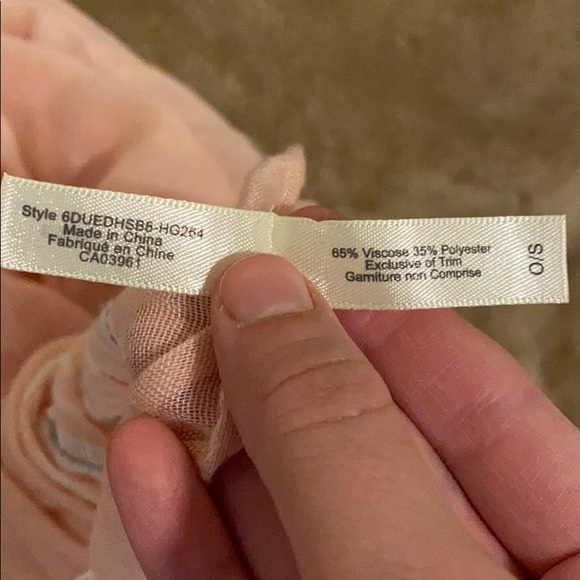 Style 6DUEDHSB8-HG264
Made in China
Fabriqué en Chine
CA03961
65% Viscose 35% Polyester
Exclusive of Trim
Garniture non Comprise
O/S